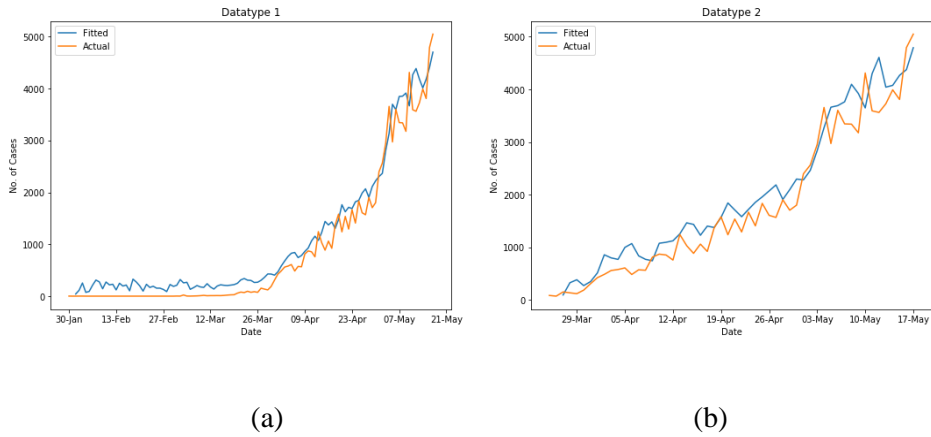 Datatype 1
Fitted
Actual
5000
4000
3000
2000
1000
0
No. of Cases
30-Jan 13-Feb 27-Feb 12-Mar 26-Mar 09-Apr 23-Apr 07-May 21-May
Date
(a)
Datatype 2
Fitted
Actual
5000
4000
3000
2000
1000
0
No. of Cases
29-Mar 05-Apr 12-Apr 19-Apr 26-Apr 03-May 10-May 17-May
Date
(b)